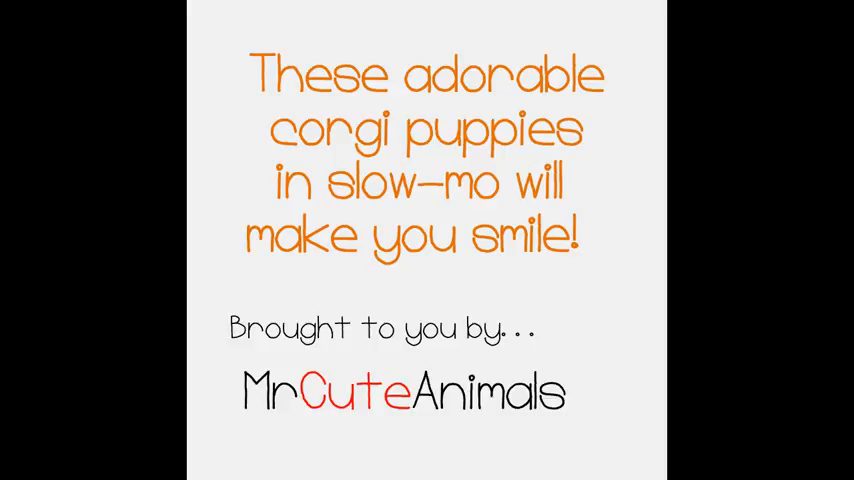 These adorable
corgi puppies
in slow-mo will
make you smile!
Brought to you by...
MrCuteAnimals